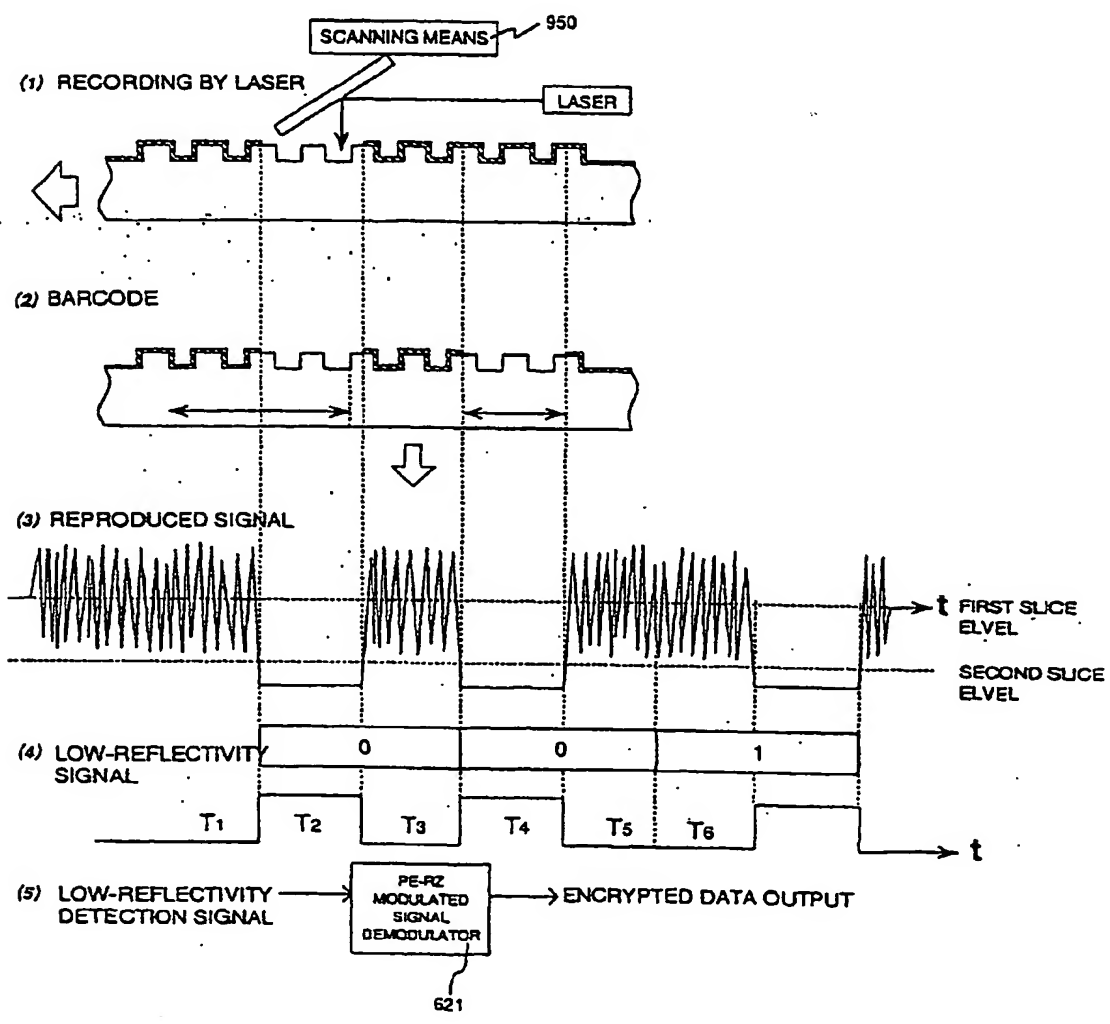 950
SCANNING MEANS
(1) RECORDING BY LASER
LASER
(2) BARCODE
(3) REPRODUCED SIGNAL
t FIRST SLICE
ELVEL
SECOND SLICE
ELVEL
(4) LOW-REFLECTIVITY
SIGNAL
0 0 1
T1 T2 T3 T4 T5 T6
t
(5) LOW-REFLECTIVITY
DETECTION SIGNAL
PE-RZ
MODULATED
SIGNAL
DEMODULATOR
ENCRYPTED DATA OUTPUT
621